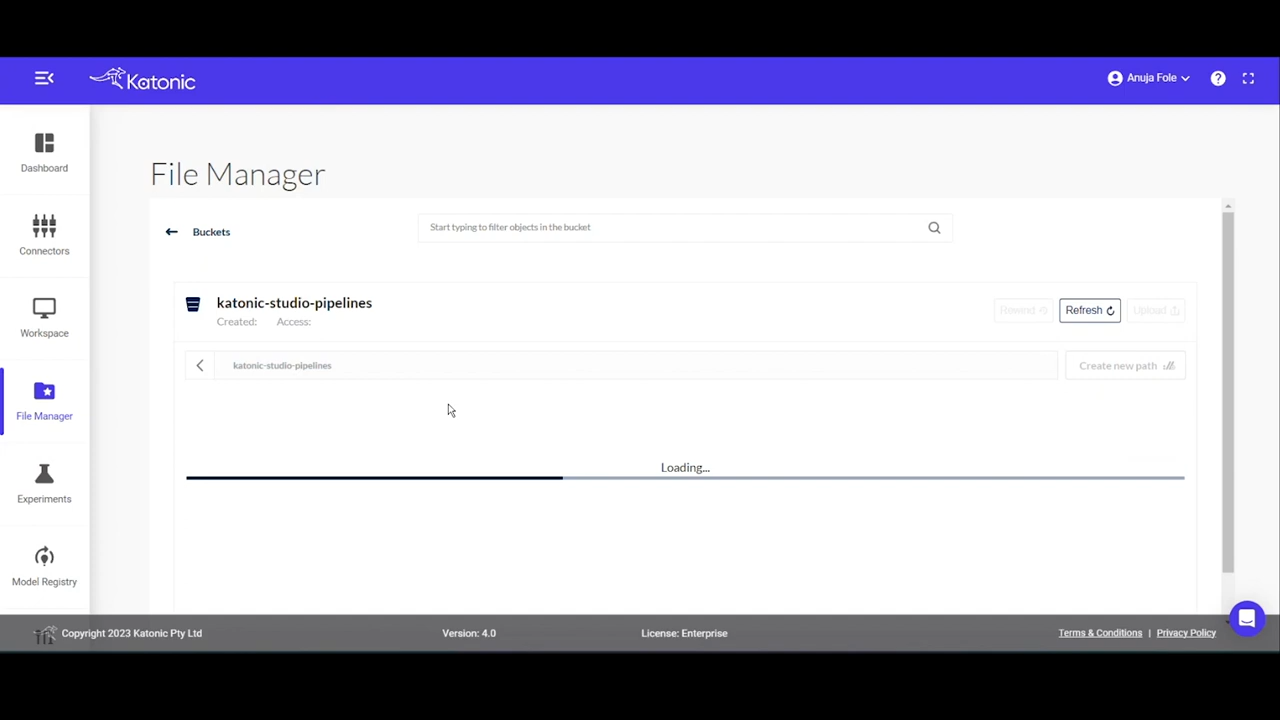 Katonic
Anuja Fole
Dashboard
Connectors
Workspace
File Manager
Experiments
Model Registry
File Manager
Buckets
Start typing to filter objects in the bucket
katonic-studio-pipelines
Created: Access:
Rewind
Refresh
Upload
katonic-studio-pipelines
Create new path
Loading...
Copyright 2023 Katonic Pty Ltd
Version: 4.0
License: Enterprise
Terms & Conditions | Privacy Policy